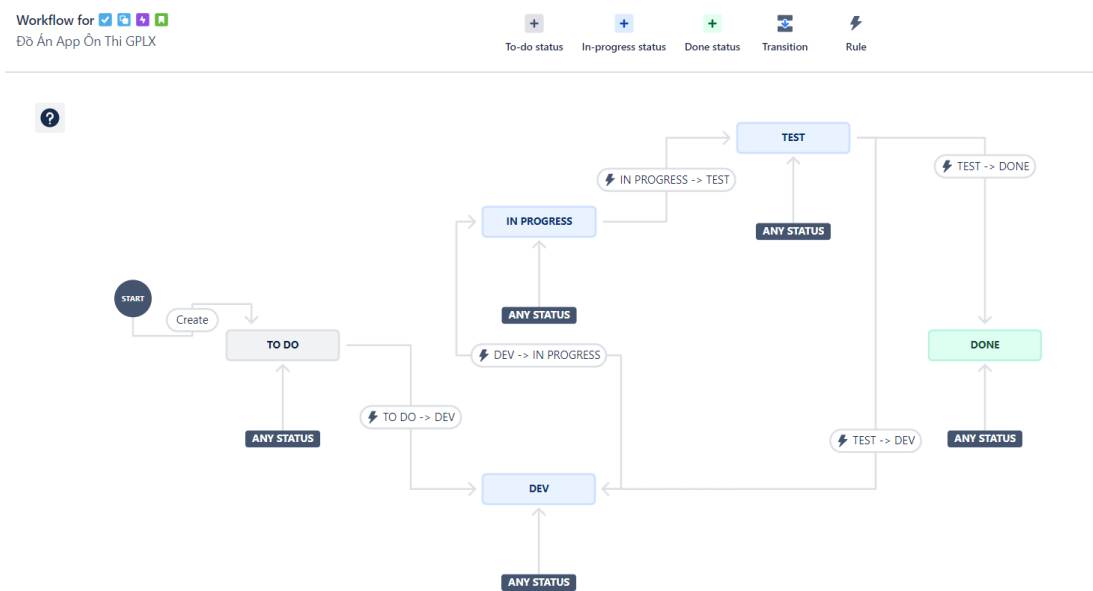 Workflow for
Đồ Án App Ôn Thi GPLX
To-do status
In-progress status
Done status
Transition
Rule
TEST
TEST -> DONE
IN PROGRESS -> TEST
IN PROGRESS
ANY STATUS
START
ANY STATUS
Create
TO DO
DEV -> IN PROGRESS
DONE
TO DO -> DEV
ANY STATUS
TEST -> DEV
ANY STATUS
DEV
ANY STATUS